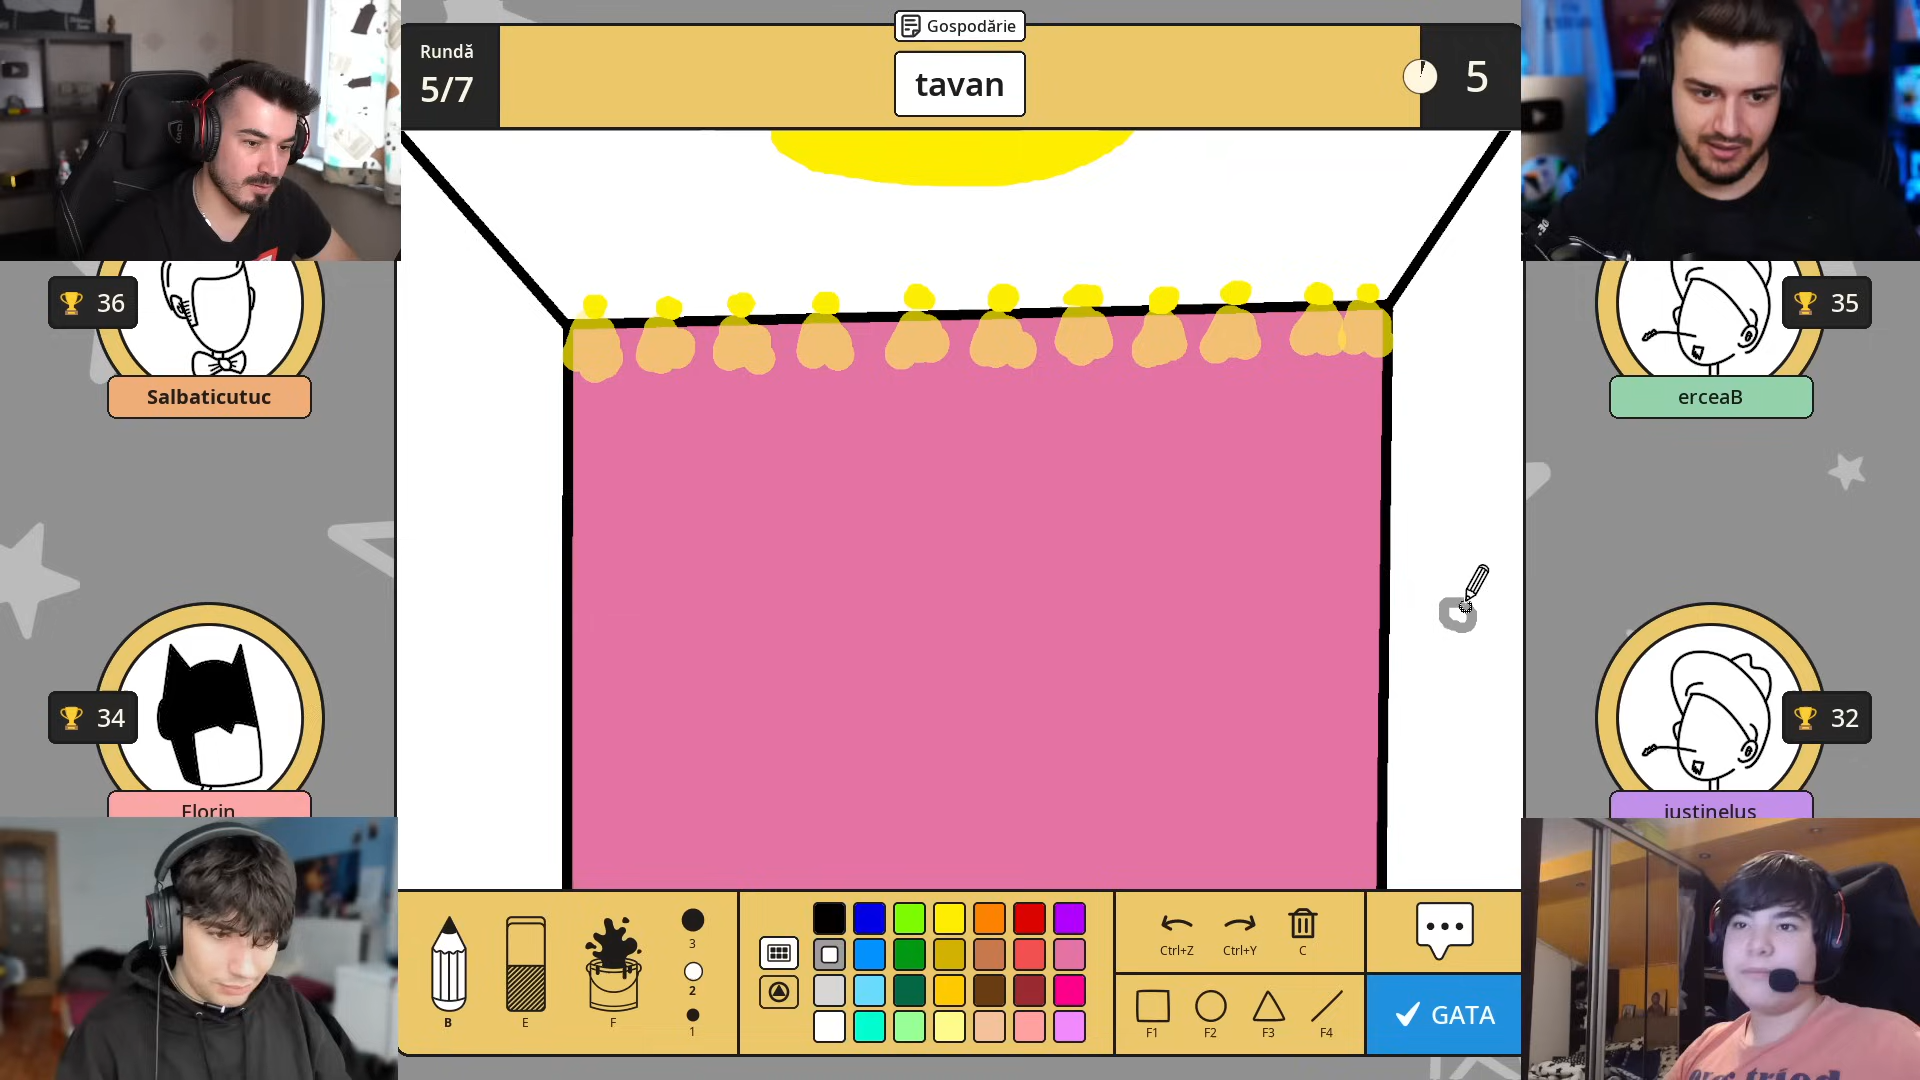 Gospodărie
Rundă
5/7
tavan
5
36
35
Salbaticutuc
erceaB
34
32
Florin
iustinelus
3
2
1
B
E
F
Ctrl+Z
Ctrl+Y
C
F1
F2
F3
F4
GATA